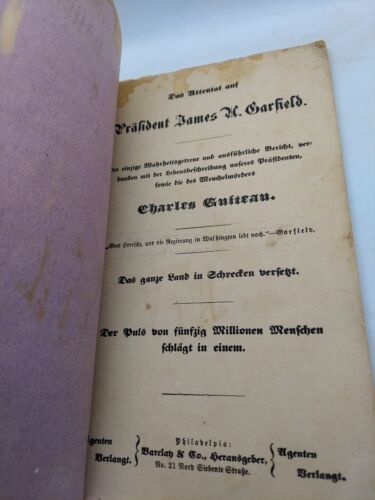 Das Attentat auf
Präsident James A. Garfield.
Der einzige Wahrheitsgetreue und ausführliche Bericht, ver-
bunden mit der Lebensbeschreibung unseres Präsidenten,
sowie die des Meuchelmörders
Charles Guiteau.
„Gott herrscht, und die Regierung in Washington lebt noch.“—Garfield.
Das ganze Land in Schrecken versetzt.
Der Puls von fünfzig Millionen Menschen
schlägt in einem.
Agenten Verlangt.
Philadelpia:
Barclay & Co., Herausgeber,
No. 21 Nord Siebente Straße.
Agenten Verlangt.